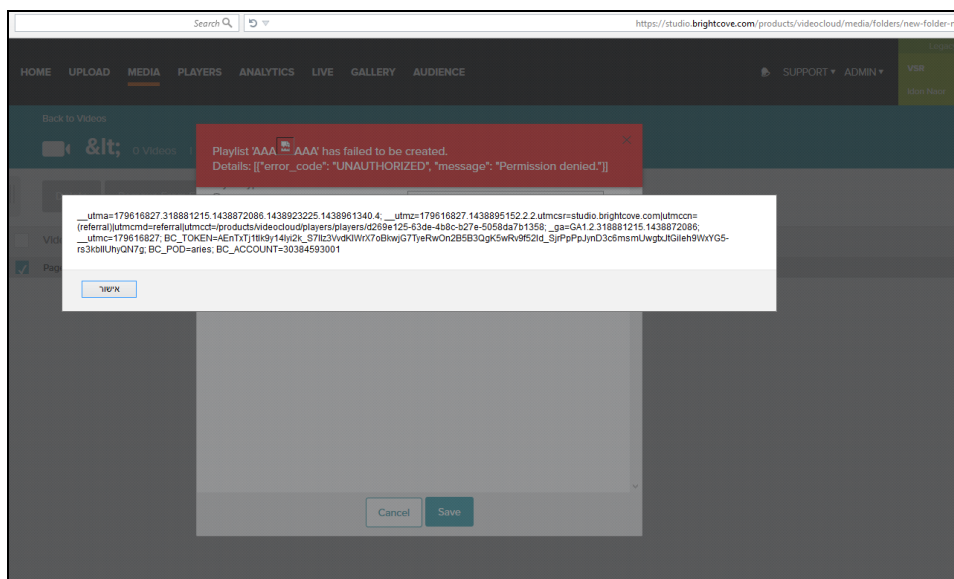 Search
https://studio.brightcove.com/products/videocloud/media/folders/new-folder-
HOME UPLOAD MEDIA PLAYERS ANALYTICS LIVE GALLERY AUDIENCE
SUPPORT ADMIN
VSR
Back to Videos
&lt; 0 Videos
Playlist 'AAA AAA' has failed to be created.
Details: [{"error_code": "UNAUTHORIZED", "message": "Permission denied."}]
__utma=179616827.318881215.1438872086.1438923225.1438961340.4; __utmz=179616827.1438895152.2.2.utmcsr=studio.brightcove.com|utmccn=
(referral)|utmcmd=referral|utmcct=/products/videocloud/players/players/d269e125-63de-4b8c-b27e-5058da7b1358; _ga=GA1.2.318881215.1438872086;
__utmc=179616827;
BC_POD=aries; BC_ACCOUNT=30384593001
אישור
Cancel Save